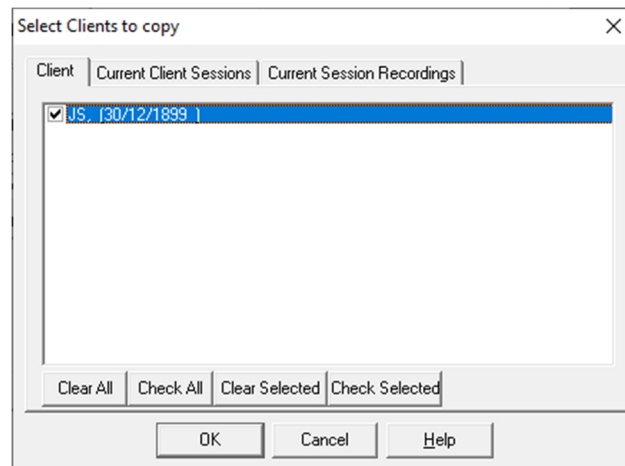 Select Clients to copy
Client Current Client Sessions Current Session Recordings
JS, (30/12/1899 )
Clear All Check All Clear Selected Check Selected
OK Cancel Help